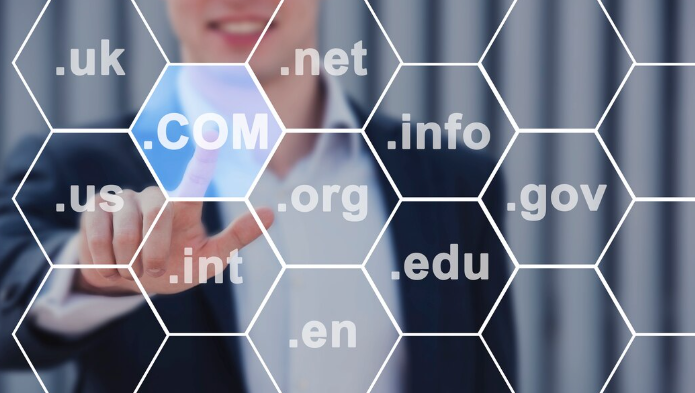 .uk
.net
.COM
.info
.us
.org
.gov
.int
.edu
.en